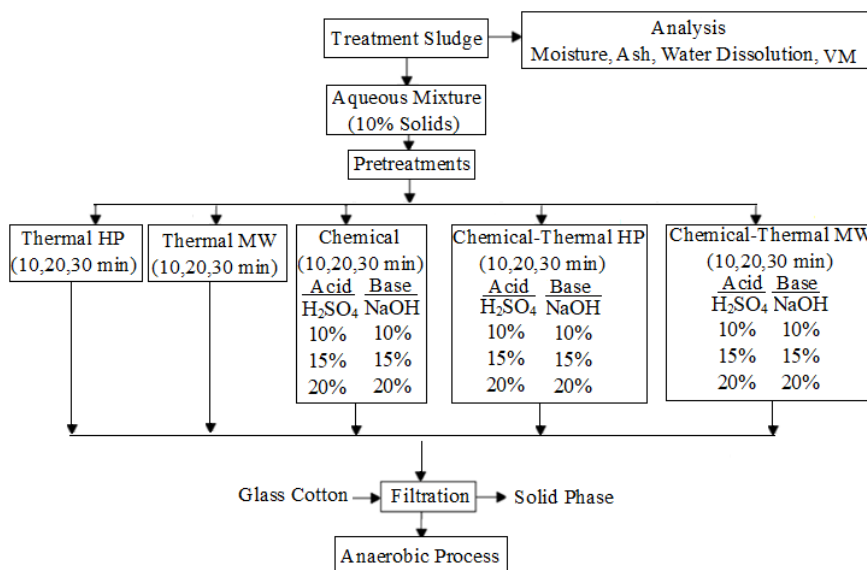 Treatment Sludge
Analysis
Moisture, Ash, Water Dissolution, VM
Aqueous Mixture
(10% Solids)
Pretreatments
Thermal HP
(10,20,30 min)
Thermal MW
(10,20,30 min)
Chemical
(10,20,30 min)
Acid Base
H₂SO₄ NaOH
10% 10%
15% 15%
20% 20%
Chemical-Thermal HP
(10,20,30 min)
Acid Base
H₂SO₄ NaOH
10% 10%
15% 15%
20% 20%
Chemical-Thermal MW
(10,20,30 min)
Acid Base
H₂SO₄ NaOH
10% 10%
15% 15%
20% 20%
Glass Cotton
Filtration
Solid Phase
Anaerobic Process